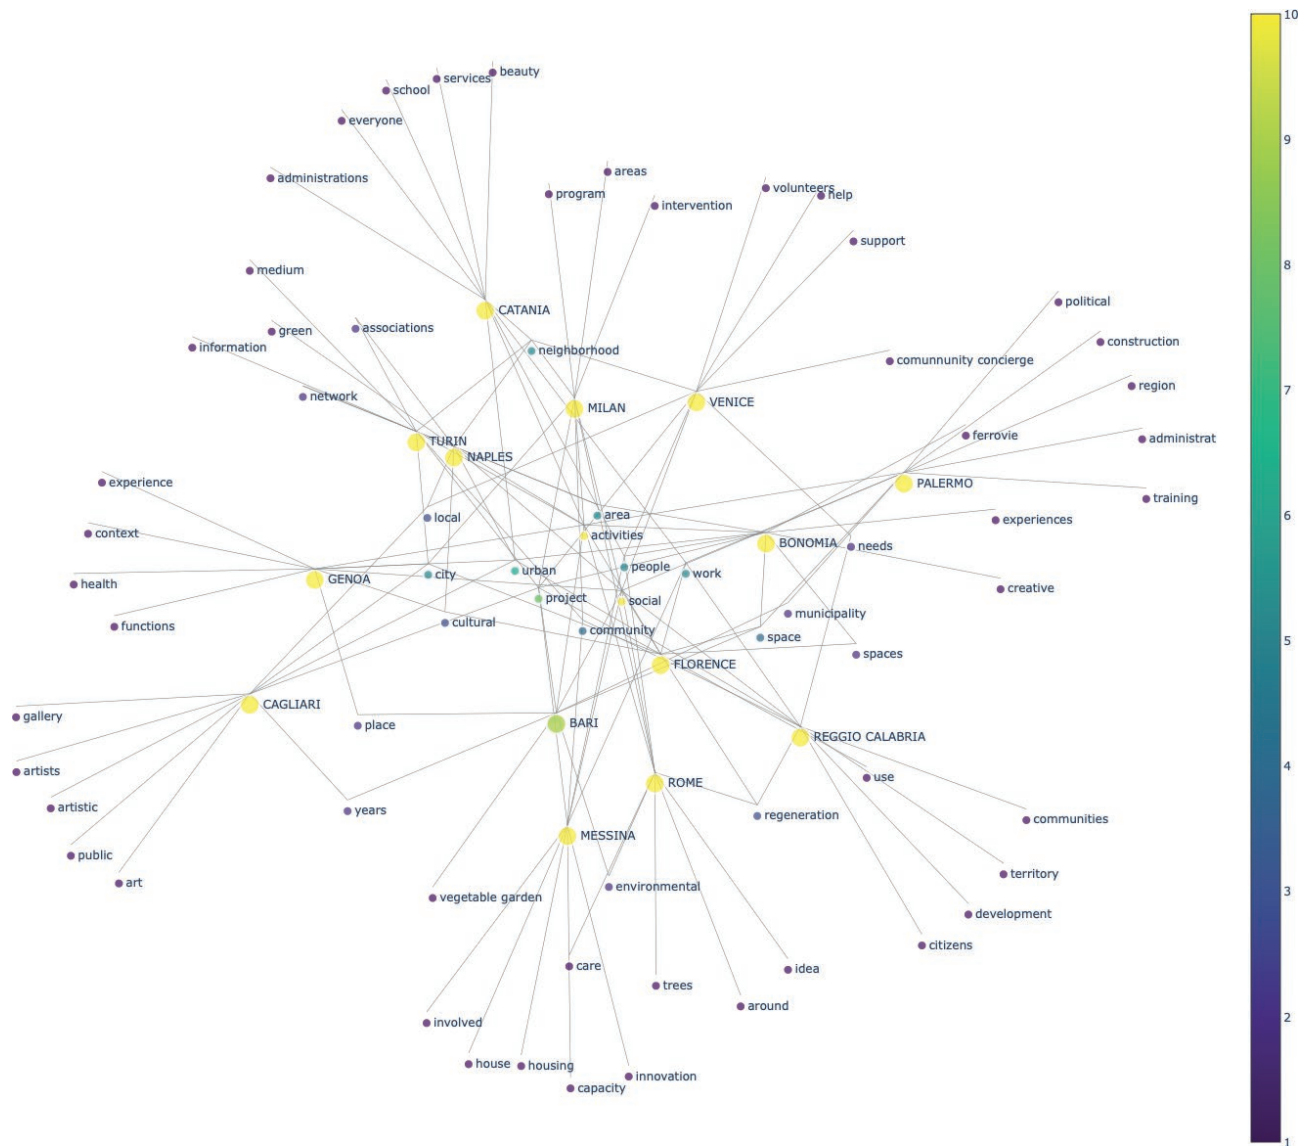 10
beauty
services
school
everyone
areas
administrations
volunteers
program
help
intervention
9
support
medium
political
8
CATANIA
associations
green
construction
information
neighborhood
comunnunity concierge
region
7
network
MILAN
VENICE
ferrovie
administrat
TURIN
NAPLES
experience
PALERMO
training
6
area
local
experiences
context
activities
BONOMIA
needs
people
urban
work
city
GENOA
health
creative
project
social
municipality
cultural
functions
community
space
5
spaces
FLORENCE
CAGLIARI
gallery
BARI
place
REGGIO CALABRIA
4
artists
use
ROME
artistic
years
regeneration
communities
MESSINA
public
territory
art
environmental
3
vegetable garden
development
citizens
care
idea
trees
around
2
involved
house
housing
innovation
capacity
1